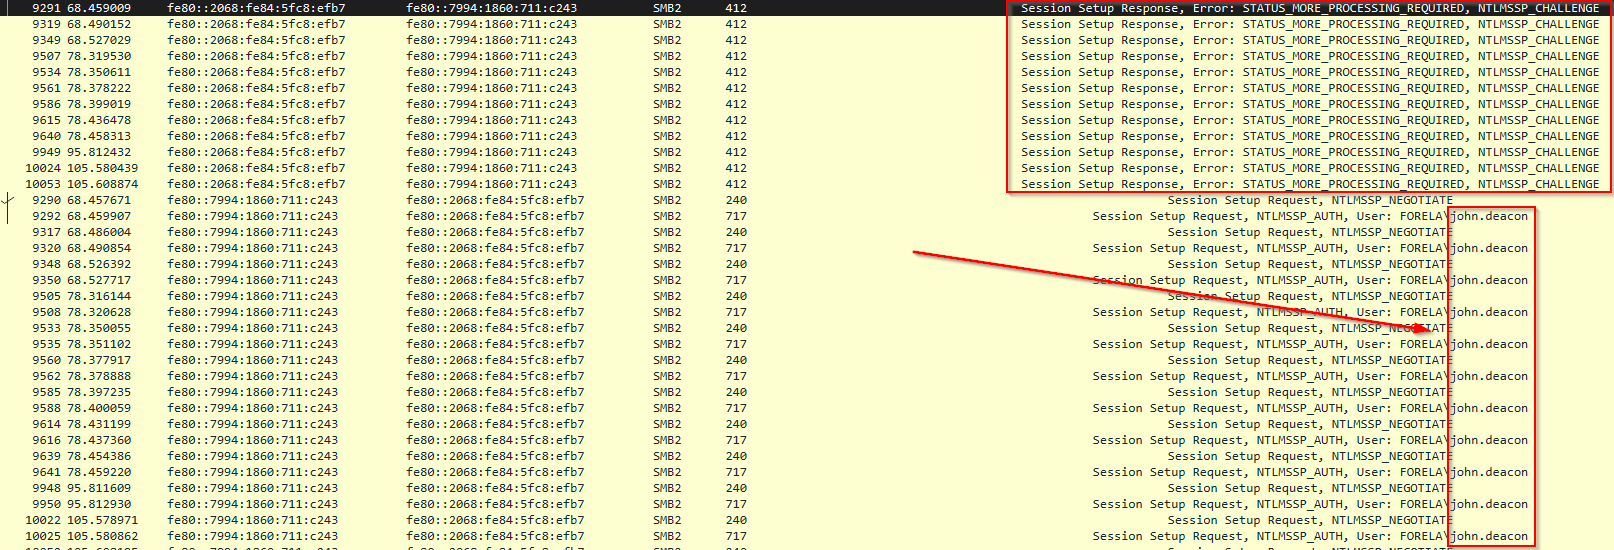 9291 68.459009 fe80::2068:fe84:5fc8:efb7 fe80::7994:1860:711:c243 SMB2 412 Session Setup Response, Error: STATUS_MORE_PROCESSING_REQUIRED, NTLMSSP_CHALLENGE
9319 68.490152 fe80::2068:fe84:5fc8:efb7 fe80::7994:1860:711:c243 SMB2 412 Session Setup Response, Error: STATUS_MORE_PROCESSING_REQUIRED, NTLMSSP_CHALLENGE
9349 68.527029 fe80::2068:fe84:5fc8:efb7 fe80::7994:1860:711:c243 SMB2 412 Session Setup Response, Error: STATUS_MORE_PROCESSING_REQUIRED, NTLMSSP_CHALLENGE
9507 78.319530 fe80::2068:fe84:5fc8:efb7 fe80::7994:1860:711:c243 SMB2 412 Session Setup Response, Error: STATUS_MORE_PROCESSING_REQUIRED, NTLMSSP_CHALLENGE
9534 78.350611 fe80::2068:fe84:5fc8:efb7 fe80::7994:1860:711:c243 SMB2 412 Session Setup Response, Error: STATUS_MORE_PROCESSING_REQUIRED, NTLMSSP_CHALLENGE
9561 78.378222 fe80::2068:fe84:5fc8:efb7 fe80::7994:1860:711:c243 SMB2 412 Session Setup Response, Error: STATUS_MORE_PROCESSING_REQUIRED, NTLMSSP_CHALLENGE
9586 78.399019 fe80::2068:fe84:5fc8:efb7 fe80::7994:1860:711:c243 SMB2 412 Session Setup Response, Error: STATUS_MORE_PROCESSING_REQUIRED, NTLMSSP_CHALLENGE
9615 78.436478 fe80::2068:fe84:5fc8:efb7 fe80::7994:1860:711:c243 SMB2 412 Session Setup Response, Error: STATUS_MORE_PROCESSING_REQUIRED, NTLMSSP_CHALLENGE
9640 78.458313 fe80::2068:fe84:5fc8:efb7 fe80::7994:1860:711:c243 SMB2 412 Session Setup Response, Error: STATUS_MORE_PROCESSING_REQUIRED, NTLMSSP_CHALLENGE
9949 95.812432 fe80::2068:fe84:5fc8:efb7 fe80::7994:1860:711:c243 SMB2 412 Session Setup Response, Error: STATUS_MORE_PROCESSING_REQUIRED, NTLMSSP_CHALLENGE
10024 105.580439 fe80::2068:fe84:5fc8:efb7 fe80::7994:1860:711:c243 SMB2 412 Session Setup Response, Error: STATUS_MORE_PROCESSING_REQUIRED, NTLMSSP_CHALLENGE
10053 105.608874 fe80::2068:fe84:5fc8:efb7 fe80::7994:1860:711:c243 SMB2 412 Session Setup Response, Error: STATUS_MORE_PROCESSING_REQUIRED, NTLMSSP_CHALLENGE
9290 68.457671 fe80::7994:1860:711:c243 fe80::2068:fe84:5fc8:efb7 SMB2 240 Session Setup Request, NTLMSSP_NEGOTIATE
9292 68.459907 fe80::7994:1860:711:c243 fe80::2068:fe84:5fc8:efb7 SMB2 717 Session Setup Request, NTLMSSP_AUTH, User: FORELA\john.deacon
9317 68.486004 fe80::7994:1860:711:c243 fe80::2068:fe84:5fc8:efb7 SMB2 240 Session Setup Request, NTLMSSP_NEGOTIATE
9320 68.490854 fe80::7994:1860:711:c243 fe80::2068:fe84:5fc8:efb7 SMB2 717 Session Setup Request, NTLMSSP_AUTH, User: FORELA\john.deacon
9348 68.526392 fe80::7994:1860:711:c243 fe80::2068:fe84:5fc8:efb7 SMB2 240 Session Setup Request, NTLMSSP_NEGOTIATE
9350 68.527717 fe80::7994:1860:711:c243 fe80::2068:fe84:5fc8:efb7 SMB2 717 Session Setup Request, NTLMSSP_AUTH, User: FORELA\john.deacon
9505 78.316144 fe80::7994:1860:711:c243 fe80::2068:fe84:5fc8:efb7 SMB2 240 Session Setup Request, NTLMSSP_NEGOTIATE
9508 78.320628 fe80::7994:1860:711:c243 fe80::2068:fe84:5fc8:efb7 SMB2 717 Session Setup Request, NTLMSSP_AUTH, User: FORELA\john.deacon
9533 78.350055 fe80::7994:1860:711:c243 fe80::2068:fe84:5fc8:efb7 SMB2 240 Session Setup Request, NTLMSSP_NEGOTIATE
9535 78.351102 fe80::7994:1860:711:c243 fe80::2068:fe84:5fc8:efb7 SMB2 717 Session Setup Request, NTLMSSP_AUTH, User: FORELA\john.deacon
9560 78.377917 fe80::7994:1860:711:c243 fe80::2068:fe84:5fc8:efb7 SMB2 240 Session Setup Request, NTLMSSP_NEGOTIATE
9562 78.378888 fe80::7994:1860:711:c243 fe80::2068:fe84:5fc8:efb7 SMB2 717 Session Setup Request, NTLMSSP_AUTH, User: FORELA\john.deacon
9585 78.397235 fe80::7994:1860:711:c243 fe80::2068:fe84:5fc8:efb7 SMB2 240 Session Setup Request, NTLMSSP_NEGOTIATE
9588 78.400059 fe80::7994:1860:711:c243 fe80::2068:fe84:5fc8:efb7 SMB2 717 Session Setup Request, NTLMSSP_AUTH, User: FORELA\john.deacon
9614 78.431199 fe80::7994:1860:711:c243 fe80::2068:fe84:5fc8:efb7 SMB2 240 Session Setup Request, NTLMSSP_NEGOTIATE
9616 78.437360 fe80::7994:1860:711:c243 fe80::2068:fe84:5fc8:efb7 SMB2 717 Session Setup Request, NTLMSSP_AUTH, User: FORELA\john.deacon
9639 78.454386 fe80::7994:1860:711:c243 fe80::2068:fe84:5fc8:efb7 SMB2 240 Session Setup Request, NTLMSSP_NEGOTIATE
9641 78.459220 fe80::7994:1860:711:c243 fe80::2068:fe84:5fc8:efb7 SMB2 717 Session Setup Request, NTLMSSP_AUTH, User: FORELA\john.deacon
9948 95.811609 fe80::7994:1860:711:c243 fe80::2068:fe84:5fc8:efb7 SMB2 240 Session Setup Request, NTLMSSP_NEGOTIATE
9950 95.812930 fe80::7994:1860:711:c243 fe80::2068:fe84:5fc8:efb7 SMB2 717 Session Setup Request, NTLMSSP_AUTH, User: FORELA\john.deacon
10022 105.578971 fe80::7994:1860:711:c243 fe80::2068:fe84:5fc8:efb7 SMB2 240 Session Setup Request, NTLMSSP_NEGOTIATE
10025 105.580862 fe80::7994:1860:711:c243 fe80::2068:fe84:5fc8:efb7 SMB2 717 Session Setup Request, NTLMSSP_AUTH, User: FORELA\john.deacon